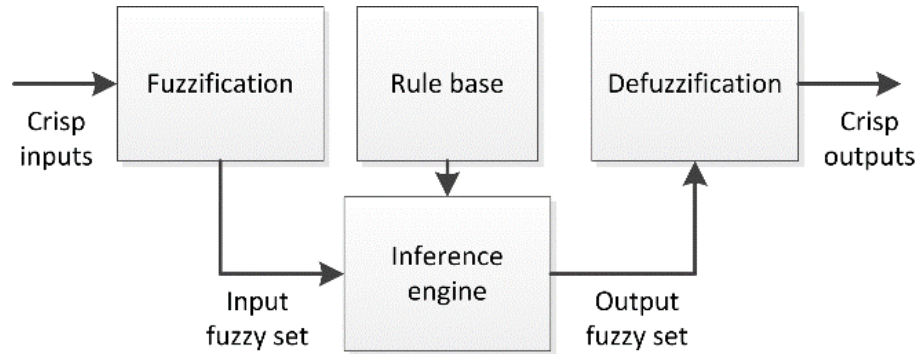 Fuzzification
Rule base
Defuzzification
Crisp
inputs
Crisp
outputs
Inference
engine
Input
fuzzy set
Output
fuzzy set